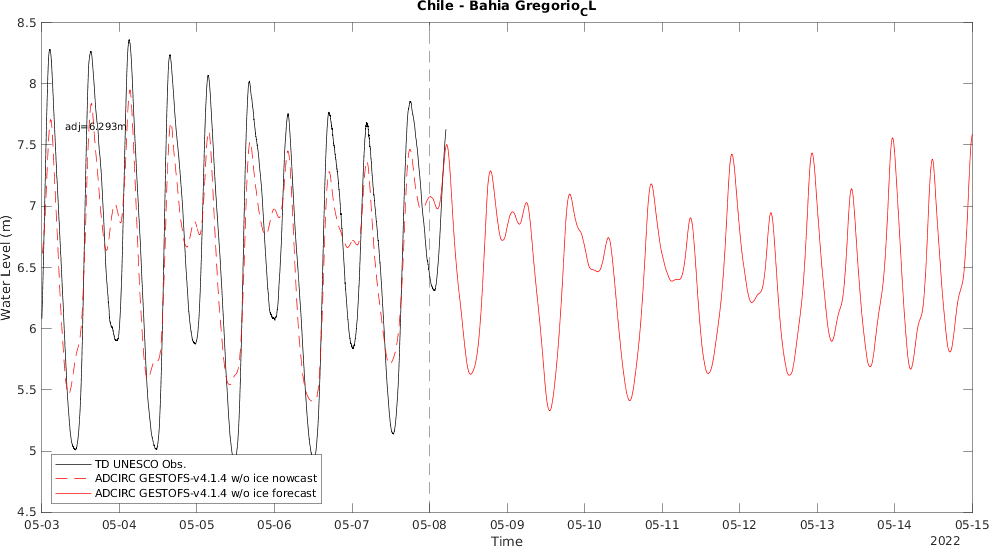 Chile - Bahia Gregorio_CL
8.5
8
7.5
7
6.5
6
5.5
5
4.5
Water Level (m)
adj=6.293m
TD UNESCO Obs.
ADCIRC GESTOFS-v4.1.4 w/o ice nowcast
ADCIRC GESTOFS-v4.1.4 w/o ice forecast
05-03 05-04 05-05 05-06 05-07 05-08 05-09 05-10 05-11 05-12 05-13 05-14 05-15
Time
2022